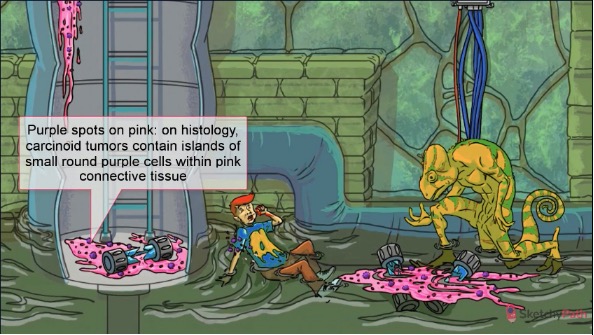 Purple spots on pink: on histology,
carcinoid tumors contain islands of
small round purple cells within pink
connective tissue
SketchyPath